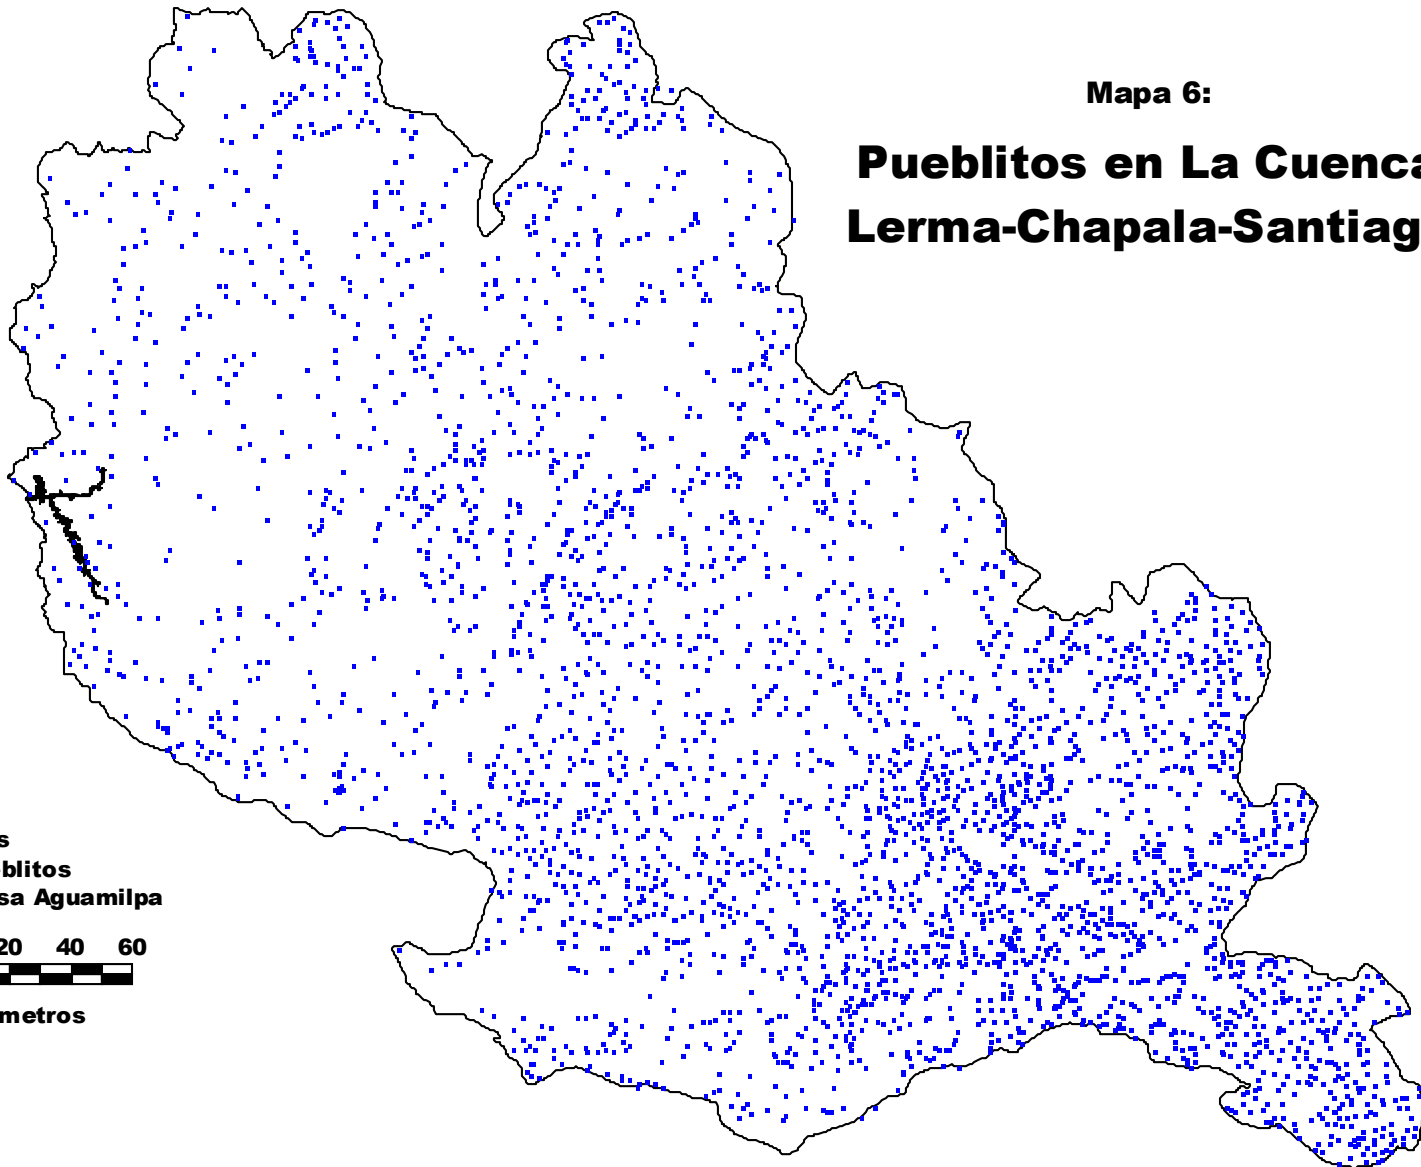 Mapa 6:
Pueblitos en La Cuenca
Lerma-Chapala-Santiag
s
blitos
sa Aguamilpa
20 40 60
metros